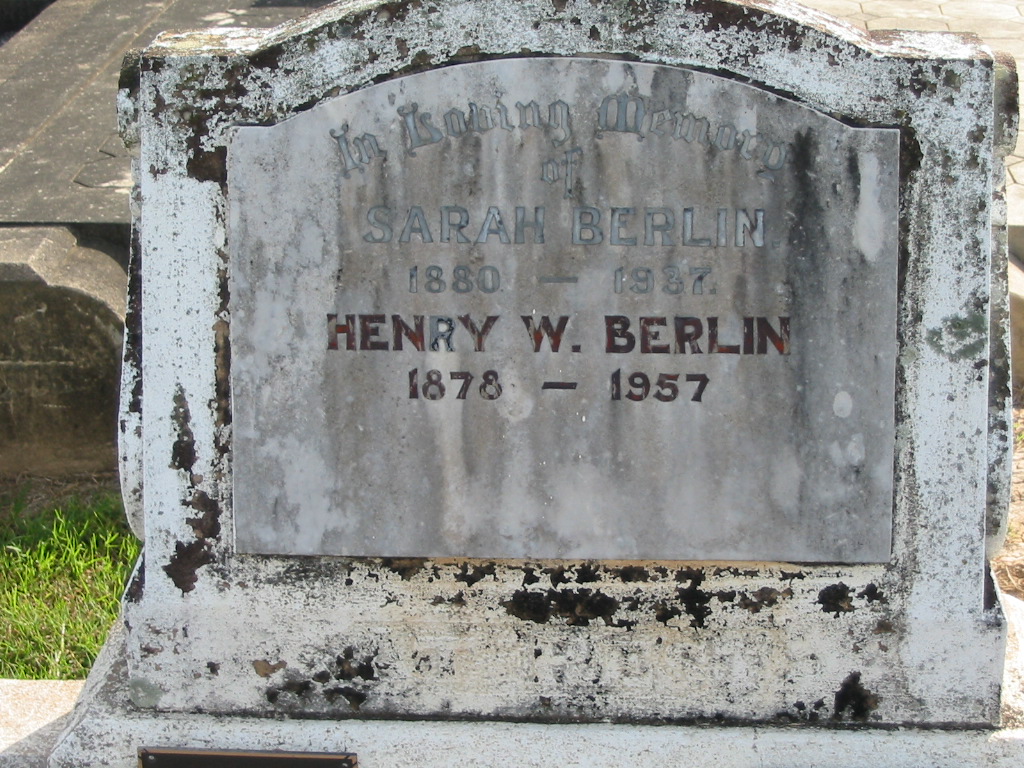 In Loving Memory
of
SARAH BERLIN.
1880 — 1937.
HENRY W. BERLIN
1878 — 1957